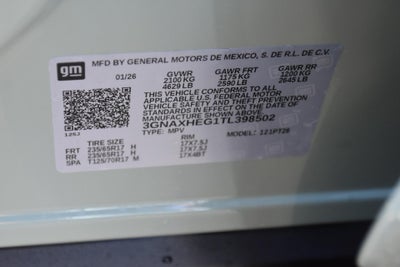 gm
MFD BY GENERAL MOTORS DE MEXICO, S. DE R.L. DE C.V.
01/26 GVWR GAWR FRT GAWR RR
2100 KG 1175 KG 1200 KG
4629 LB 2590 LB 2645 LB
THIS VEHICLE CONFORMS TO ALL
APPLICABLE U.S. FEDERAL MOTOR
VEHICLE SAFETY AND THEFT PREVENTION
STANDARDS IN EFFECT ON THE DATE OF
MANUFACTURE SHOWN ABOVE.
3GNAXHEG1TL398502
TYPE: MPV MODEL: 1 1PT26
TIRE RIM
FRT 235/65R17 H 17X7.5J
RR 235/65R17 H 17X7.5J
SPA T125/70R17 M 17X4BT